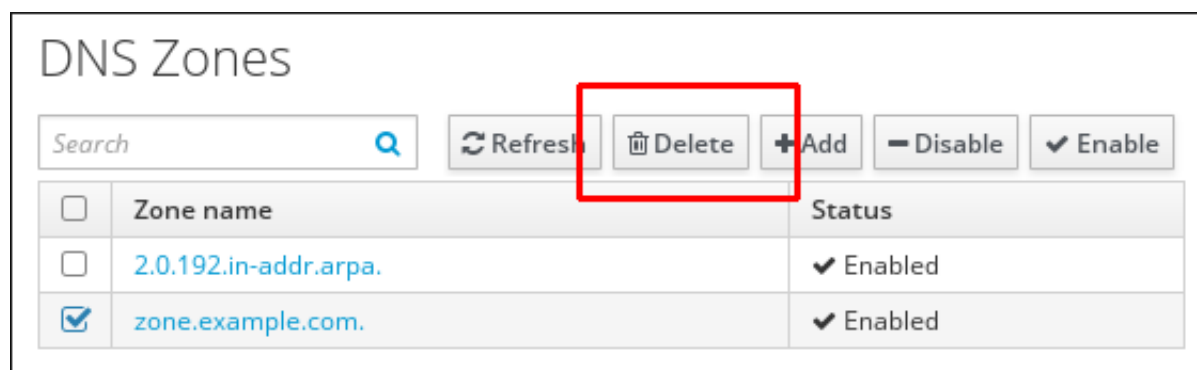 DNS Zones
Search Refresh Delete Add Disable Enable
Zone name Status
2.0.192.in-addr.arpa. Enabled
zone.example.com. Enabled